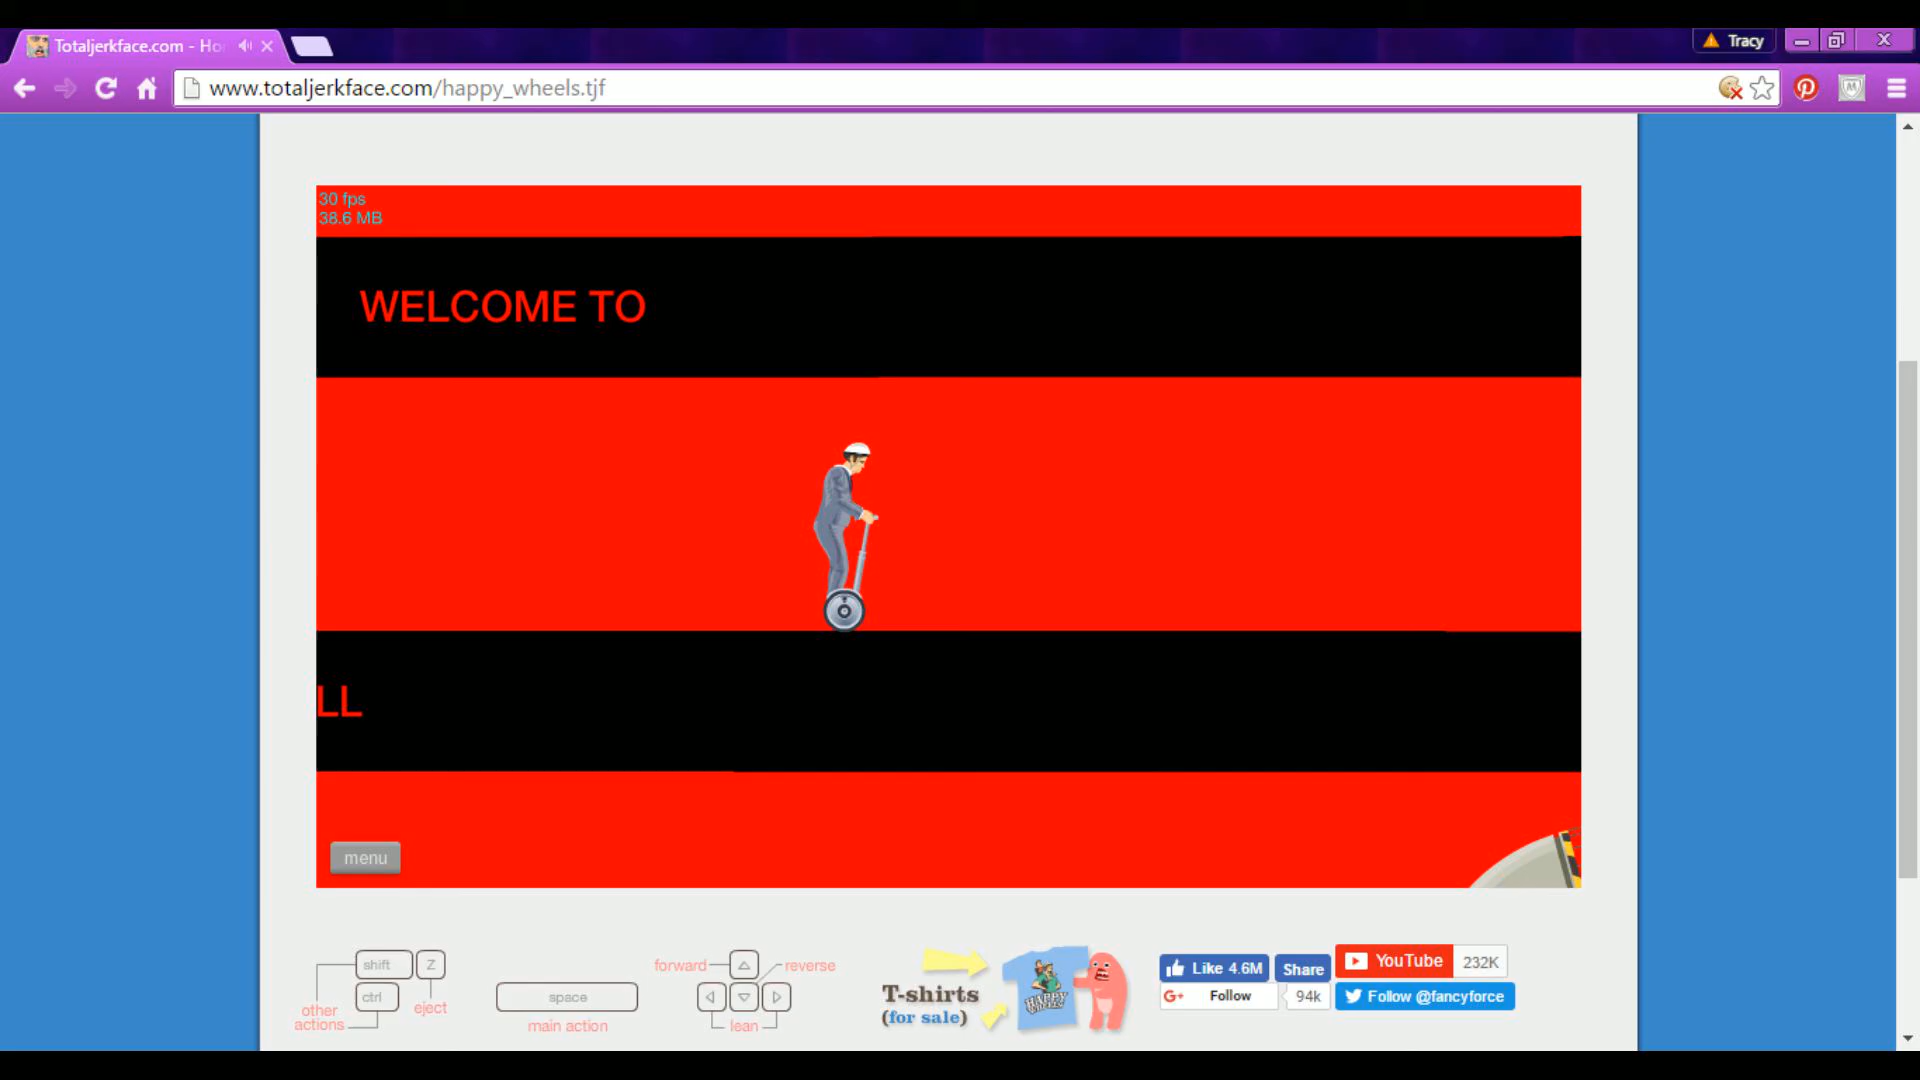 Totaljerkface.com - Ho
Tracy
www.totaljerkface.com/happy_wheels.tjf
30 fps
38.6 MB
WELCOME TO
LL
menu
shift
Z
ctrl
other
actions
eject
space
main action
forward
reverse
lean
T-shirts
(for sale)
HAPPY
WHEELS
Like 4.6M
Share
YouTube
232K
G+
Follow
94k
Follow @fancyforce